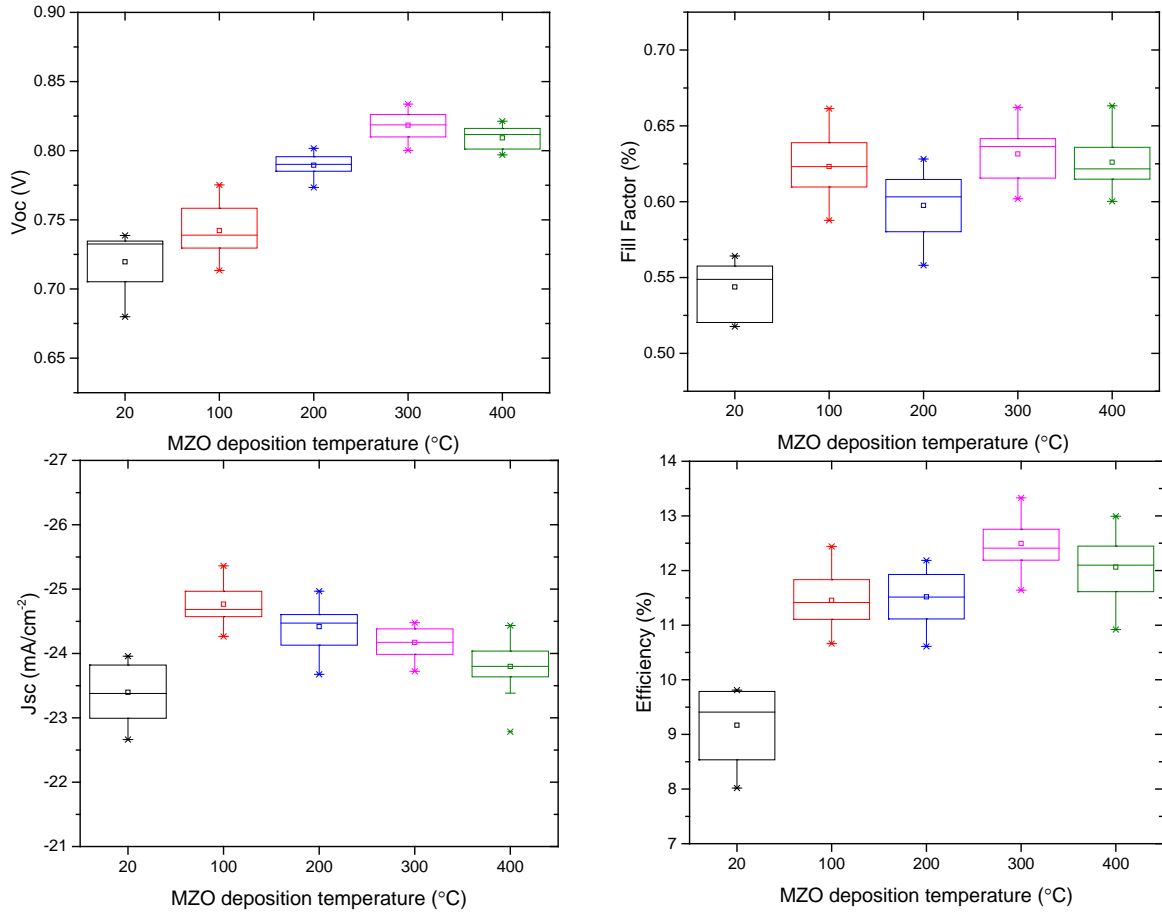 0.90
0.85
0.80
0.75
0.70
0.65
Voc (V)
20 100 200 300 400
MZO deposition temperature (°C)
0.70
0.65
0.60
0.55
0.50
Fill Factor (%)
20 100 200 300 400
MZO deposition temperature (°C)
-27
-26
-25
-24
-23
-22
-21
Jsc (mA/cm⁻²)
20 100 200 300 400
MZO deposition temperature (°C)
14
13
12
11
10
9
8
7
Efficiency (%)
20 100 200 300 400
MZO deposition temperature (°C)